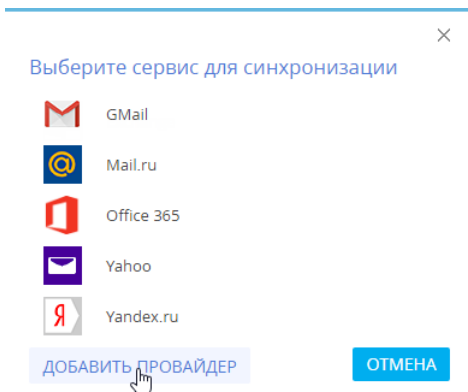 Выберите сервис для синхронизации
GMail
Mail.ru
Office 365
Yahoo
Yandex.ru
ДОБАВИТЬ ПРОВАЙДЕР ОТМЕНА